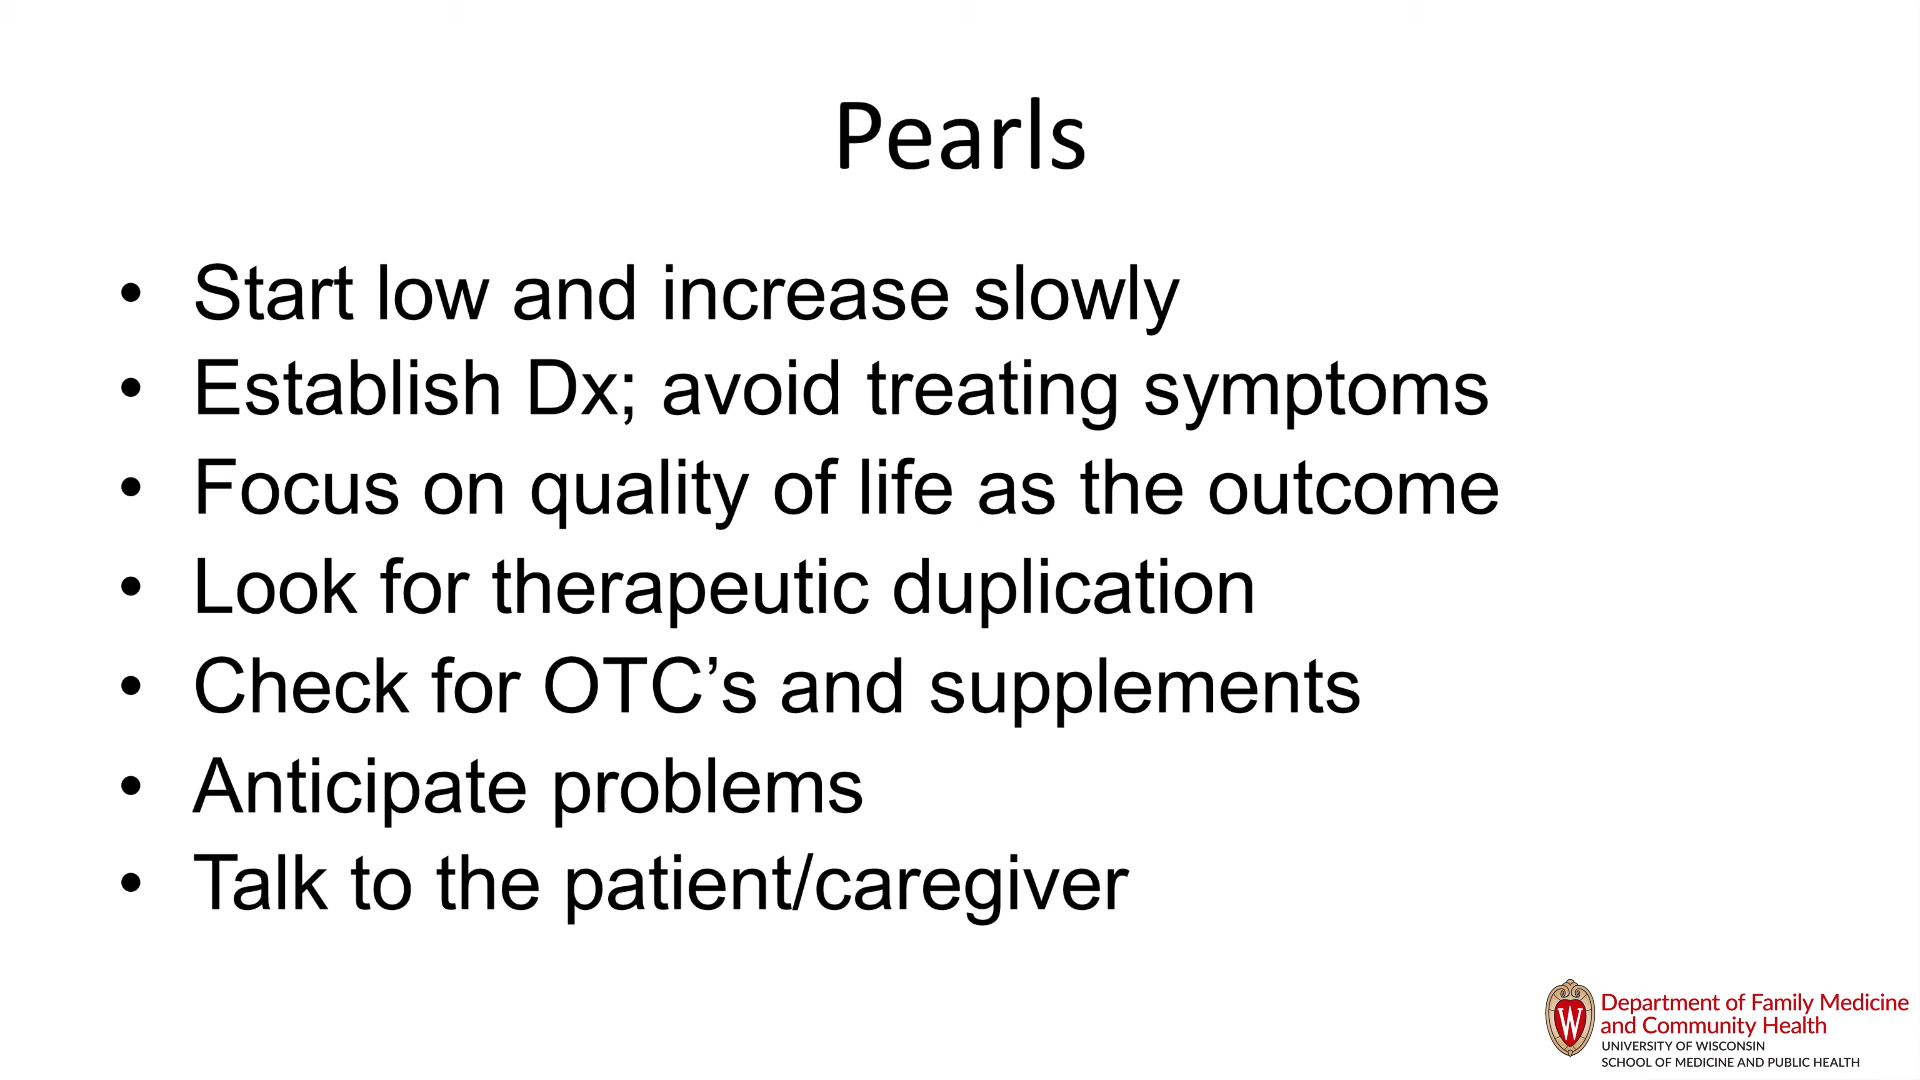 Pearls
• Start low and increase slowly
• Establish Dx; avoid treating symptoms
• Focus on quality of life as the outcome
• Look for therapeutic duplication
• Check for OTC’s and supplements
• Anticipate problems
• Talk to the patient/caregiver
W
Department of Family Medicine
and Community Health
UNIVERSITY OF WISCONSIN
SCHOOL OF MEDICINE AND PUBLIC HEALTH